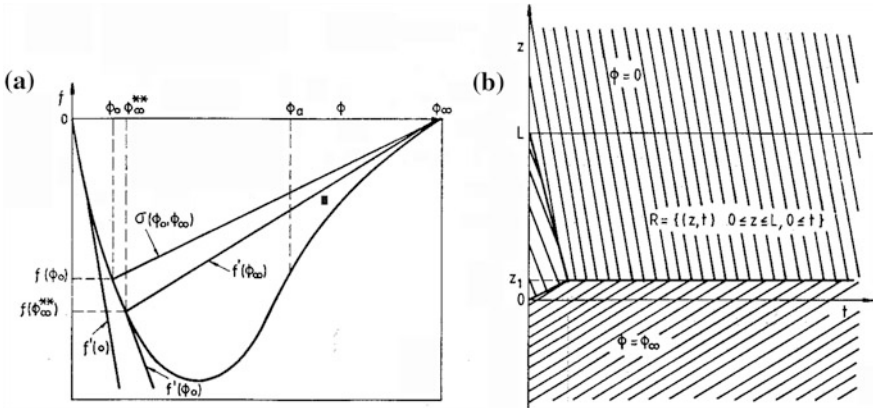 (a)
f
φ₀ φ∞** φₐ φ φ∞
0
σ(φ₀,φ∞)
f'(φ∞)
f(φ₀)
f(φ∞**)
f'(0)
f'(φ₀)
(b)
z
φ=0
L
R={(z,t) 0≤z≤L, 0≤t}
z₁
0
t
φ=φ∞